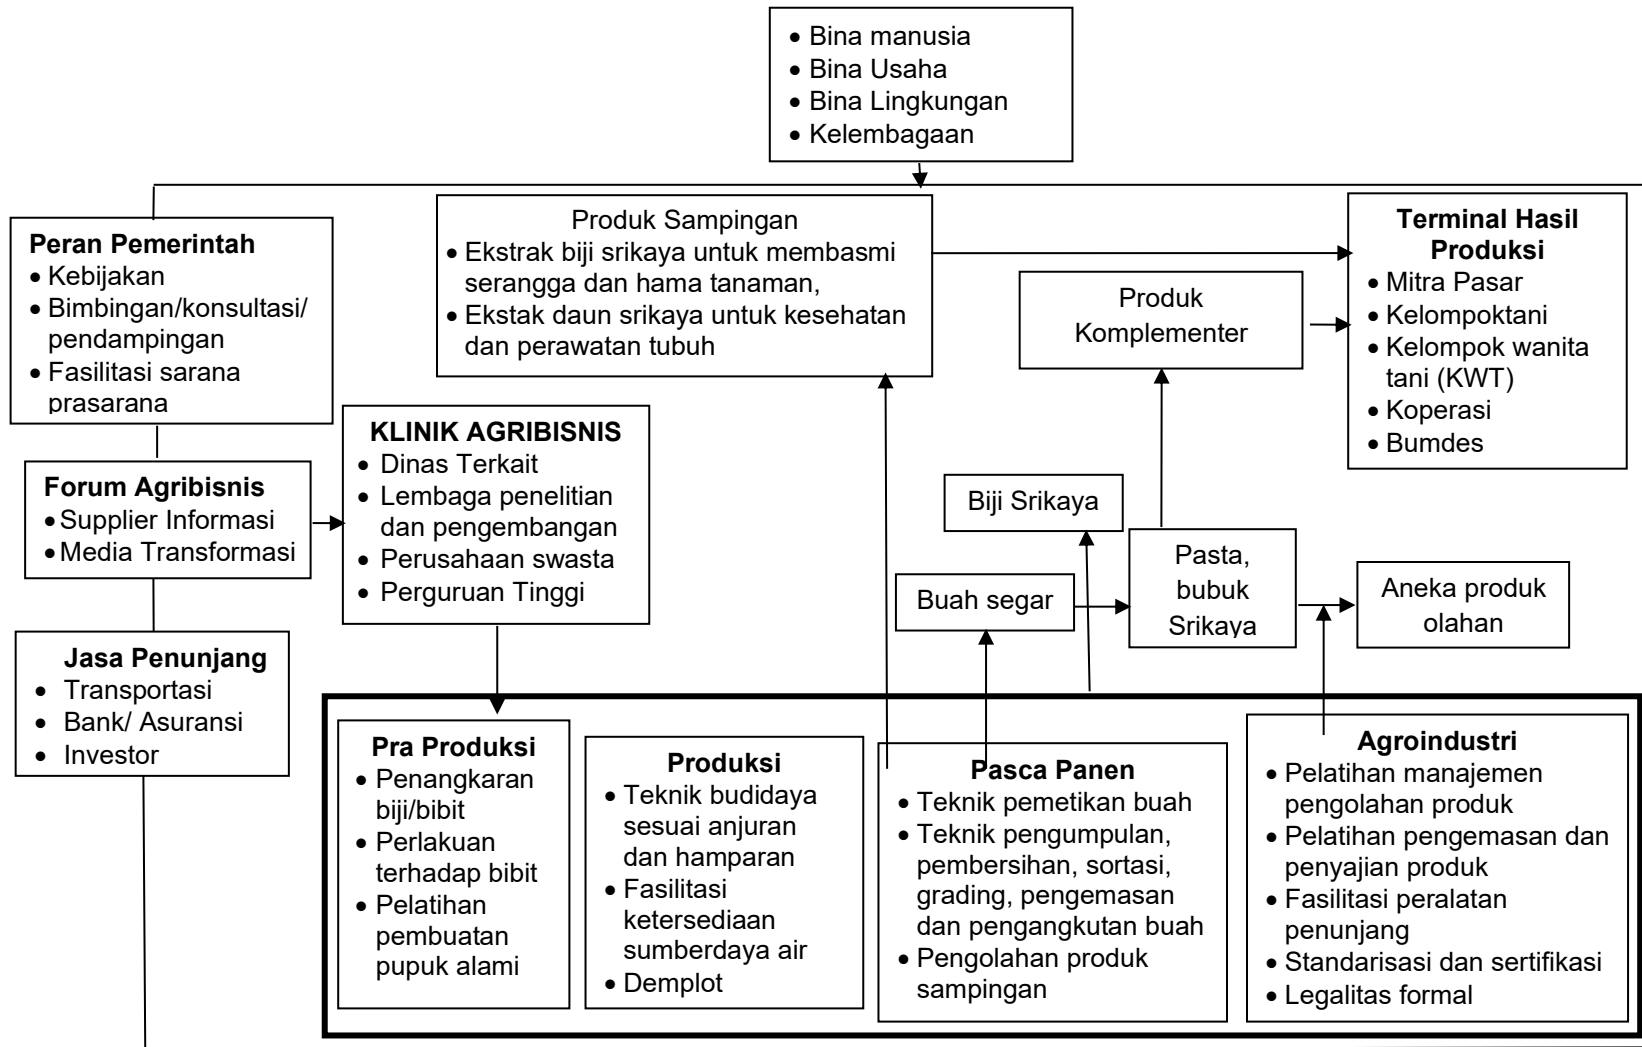 • Bina manusia
• Bina Usaha
• Bina Lingkungan
• Kelembagaan
Peran Pemerintah
• Kebijakan
• Bimbingan/konsultasi/
pendampingan
• Fasilitasi sarana
prasarana
Produk Sampingan
• Ekstrak biji srikaya untuk membasmi
serangga dan hama tanaman,
• Ekstak daun srikaya untuk kesehatan
dan perawatan tubuh
Produk
Komplementer
Terminal Hasil
Produksi
• Mitra Pasar
• Kelompoktani
• Kelompok wanita
tani (KWT)
• Koperasi
• Bumdes
Forum Agribisnis
• Supplier Informasi
• Media Transformasi
KLINIK AGRIBISNIS
• Dinas Terkait
• Lembaga penelitian
dan pengembangan
• Perusahaan swasta
• Perguruan Tinggi
Biji Srikaya
Buah segar
Pasta,
bubuk
Srikaya
Aneka produk
olahan
Jasa Penunjang
• Transportasi
• Bank/ Asuransi
• Investor
Pra Produksi
• Penangkaran
biji/bibit
• Perlakuan
terhadap bibit
• Pelatihan
pembuatan
pupuk alami
Produksi
• Teknik budidaya
sesuai anjuran
dan hamparan
• Fasilitasi
ketersediaan
sumberdaya air
• Demplot
Pasca Panen
• Teknik pemetikan buah
• Teknik pengumpulan,
pembersihan, sortasi,
grading, pengemasan
dan pengangkutan buah
• Pengolahan produk
sampingan
Agroindustri
• Pelatihan manajemen
pengolahan produk
• Pelatihan pengemasan dan
penyajian produk
• Fasilitasi peralatan
penunjang
• Standarisasi dan sertifikasi
• Legalitas formal